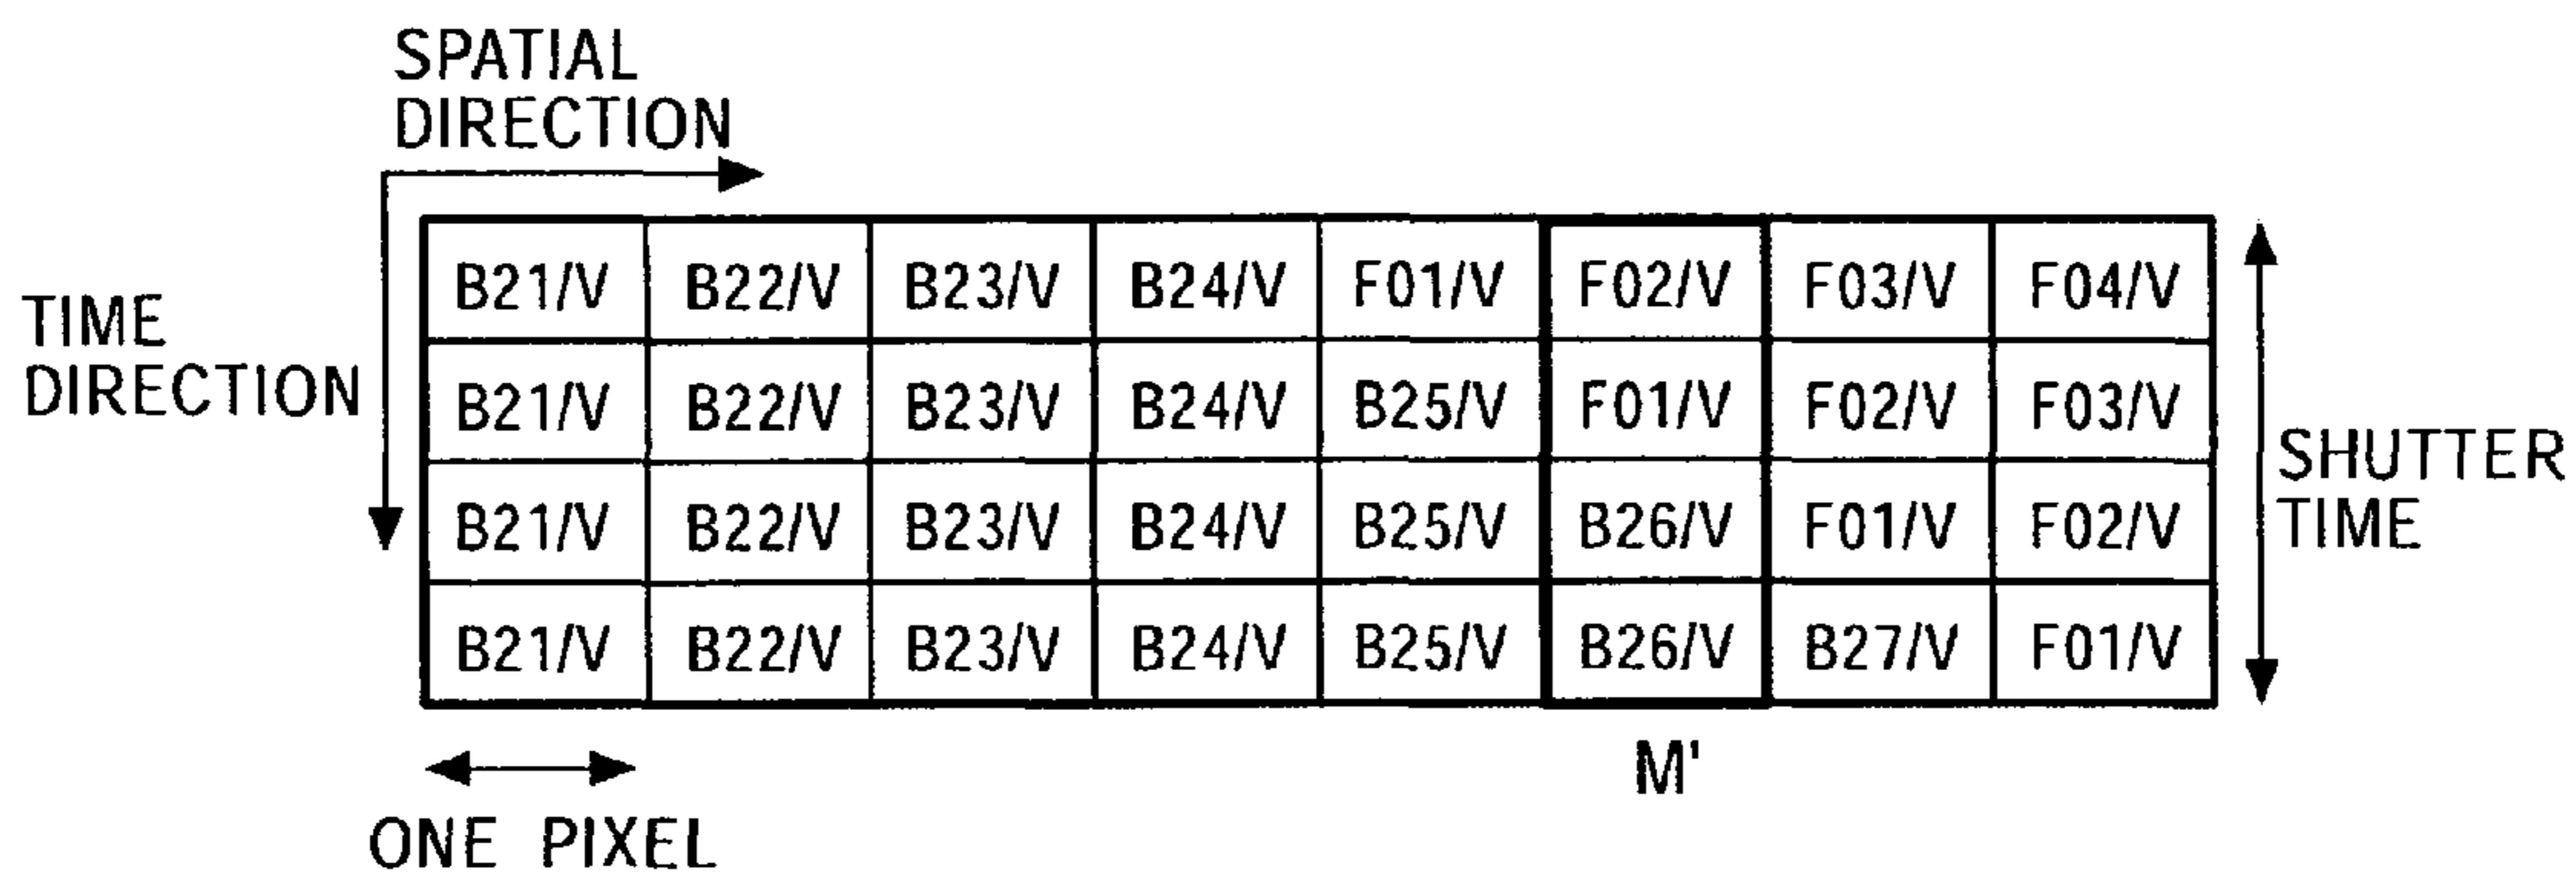 SPATIAL
DIRECTION
TIME
DIRECTION
B21/V B22/V B23/V B24/V F01/V F02/V F03/V F04/V
B21/V B22/V B23/V B24/V B25/V F01/V F02/V F03/V
B21/V B22/V B23/V B24/V B25/V B26/V F01/V F02/V
B21/V B22/V B23/V B24/V B25/V B26/V B27/V F01/V
SHUTTER
TIME
M'
ONE PIXEL